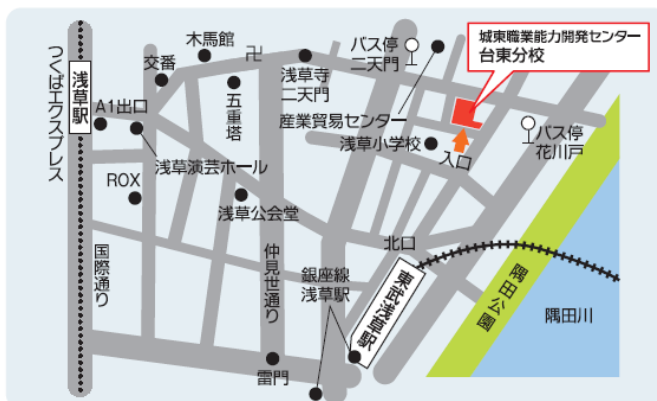 城東職業能力開発センター
台東分校
木馬館
卍
バス停
二天門
交番
浅草寺
二天門
つくばエクスプレス
浅草駅
A1出口
五重塔
産業貿易センター
浅草小学校
入口
バス停
花川戸
浅草演芸ホール
ROX
浅草公会堂
北口
国際通り
仲見世通り
銀座線
浅草駅
東武浅草駅
隅田公園
隅田川
雷門